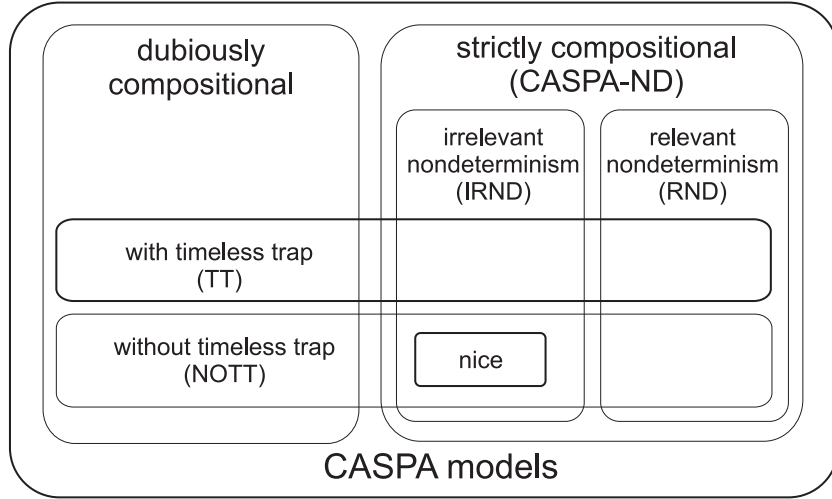 dubiously
compositional
strictly compositional
(CASPA-ND)
irrelevant
nondeterminism
(IRND)
relevant
nondeterminism
(RND)
with timeless trap
(TT)
without timeless trap
(NOTT)
nice
CASPA models